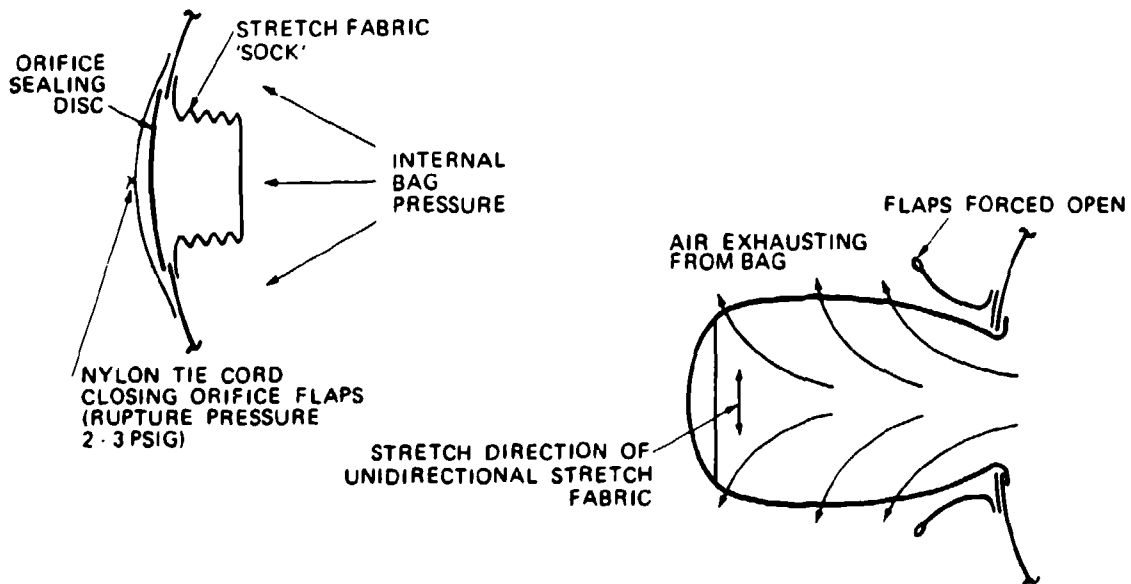 STRETCH FABRIC
'SOCK'
ORIFICE
SEALING
DISC
INTERNAL
BAG
PRESSURE
NYLON TIE CORD
CLOSING ORIFICE FLAPS
(RUPTURE PRESSURE
2 - 3 PSIG)
FLAPS FORCED OPEN
AIR EXHAUSTING
FROM BAG
STRETCH DIRECTION OF
UNIDIRECTIONAL STRETCH
FABRIC